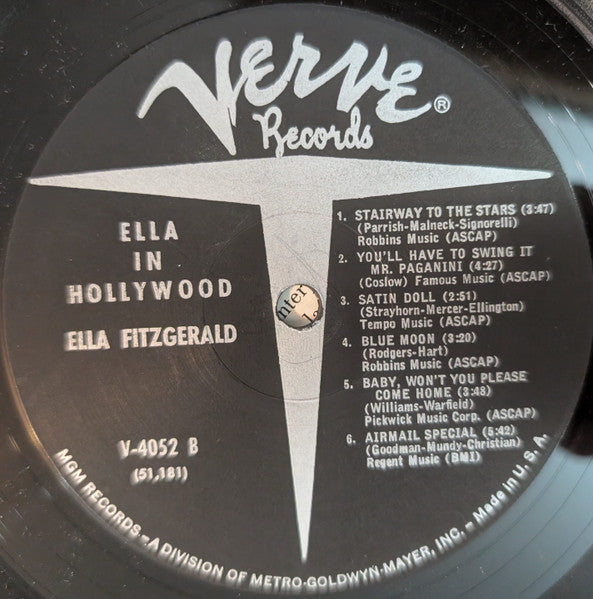 VERVE®
Records
ELLA
IN
HOLLYWOOD
ELLA FITZGERALD
V-4052 B
(51,181)
1. STAIRWAY TO THE STARS (3:47)
(Parrish-Malneck-Signorelli)
Robbins Music (ASCAP)
2. YOU'LL HAVE TO SWING IT
MR. PAGANINI (4:27)
(Coslow) Famous Music (ASCAP)
3. SATIN DOLL (2:51)
(Strayhorn-Mercer-Ellington)
Tempo Music (ASCAP)
4. BLUE MOON (3:20)
(Rodgers-Hart)
Robbins Music (ASCAP)
5. BABY, WON'T YOU PLEASE
COME HOME (3:48)
(Williams-Warfield)
Pickwick Music Corp. (ASCAP)
6. AIRMAIL SPECIAL (5:42)
(Goodman-Mundy-Christian)
Regent Music (BMI)
MGM RECORDS—A DIVISION OF METRO-GOLDWYN-MAYER, INC.—Made in U.S.A.